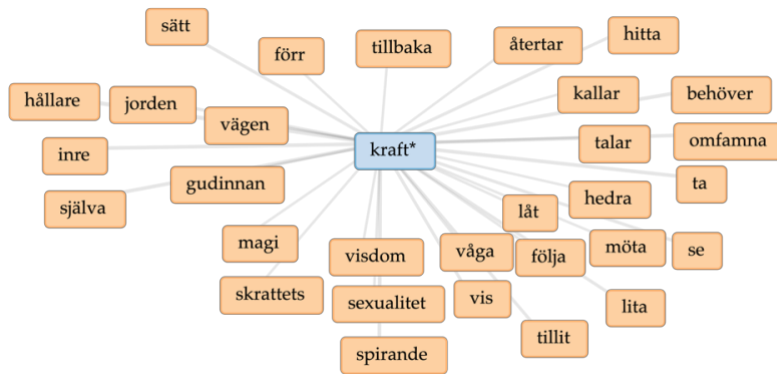 sätt
förr
tillbaka
återtar
hitta
hållare
jorden
vägen
kallar
behöver
inre
kraft*
talar
omfamna
själva
gudinnan
hedra
ta
låt
magi
visdom
våga
följa
möta
se
skrattets
sexualitet
vis
lita
spirande
tillit